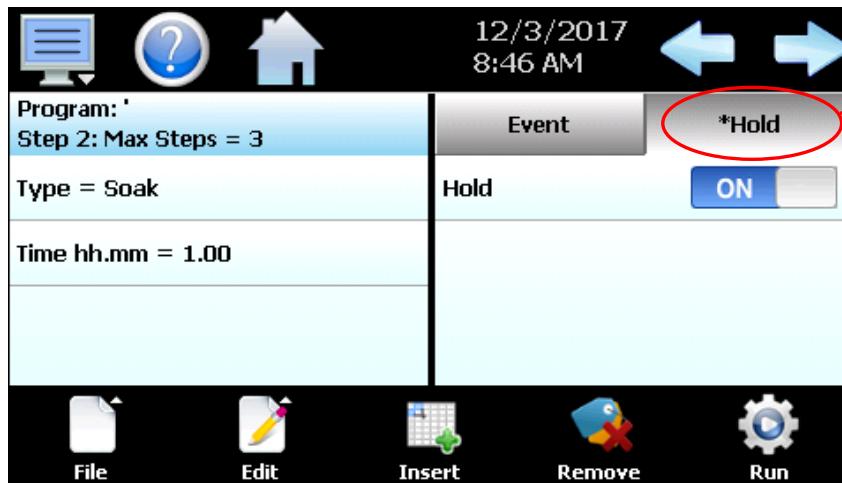 ?
12/3/2017
8:46 AM
Program: '
Step 2: Max Steps = 3
Event
*Hold
Type = Soak
Hold
ON
Time hh.mm = 1.00
File
Edit
Insert
Remove
Run